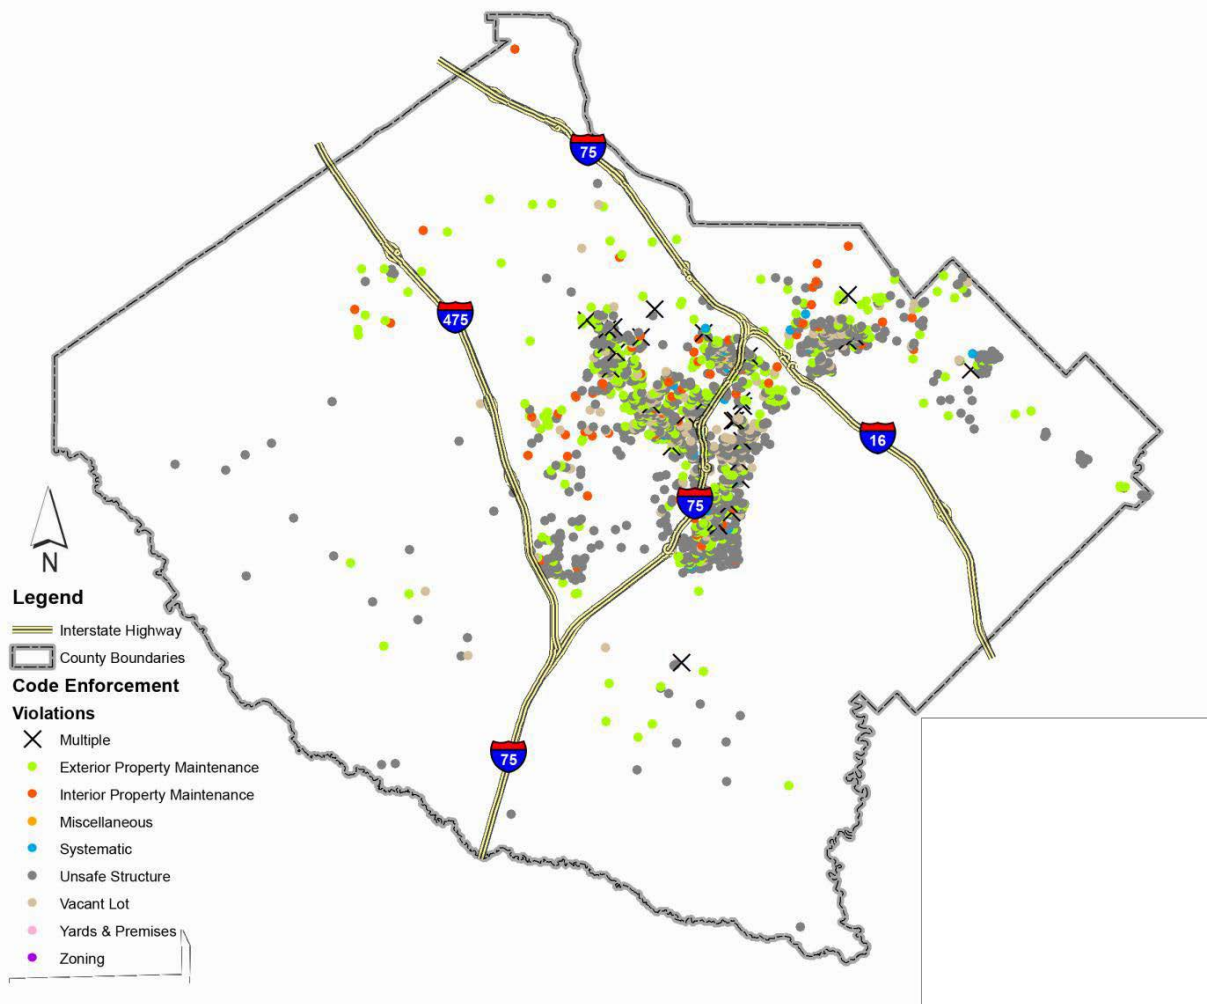 75
475
16
75
75
N
Legend
Interstate Highway
County Boundaries
Code Enforcement
Violations
Multiple
Exterior Property Maintenance
Interior Property Maintenance
Miscellaneous
Systematic
Unsafe Structure
Vacant Lot
Yards & Premises
Zoning